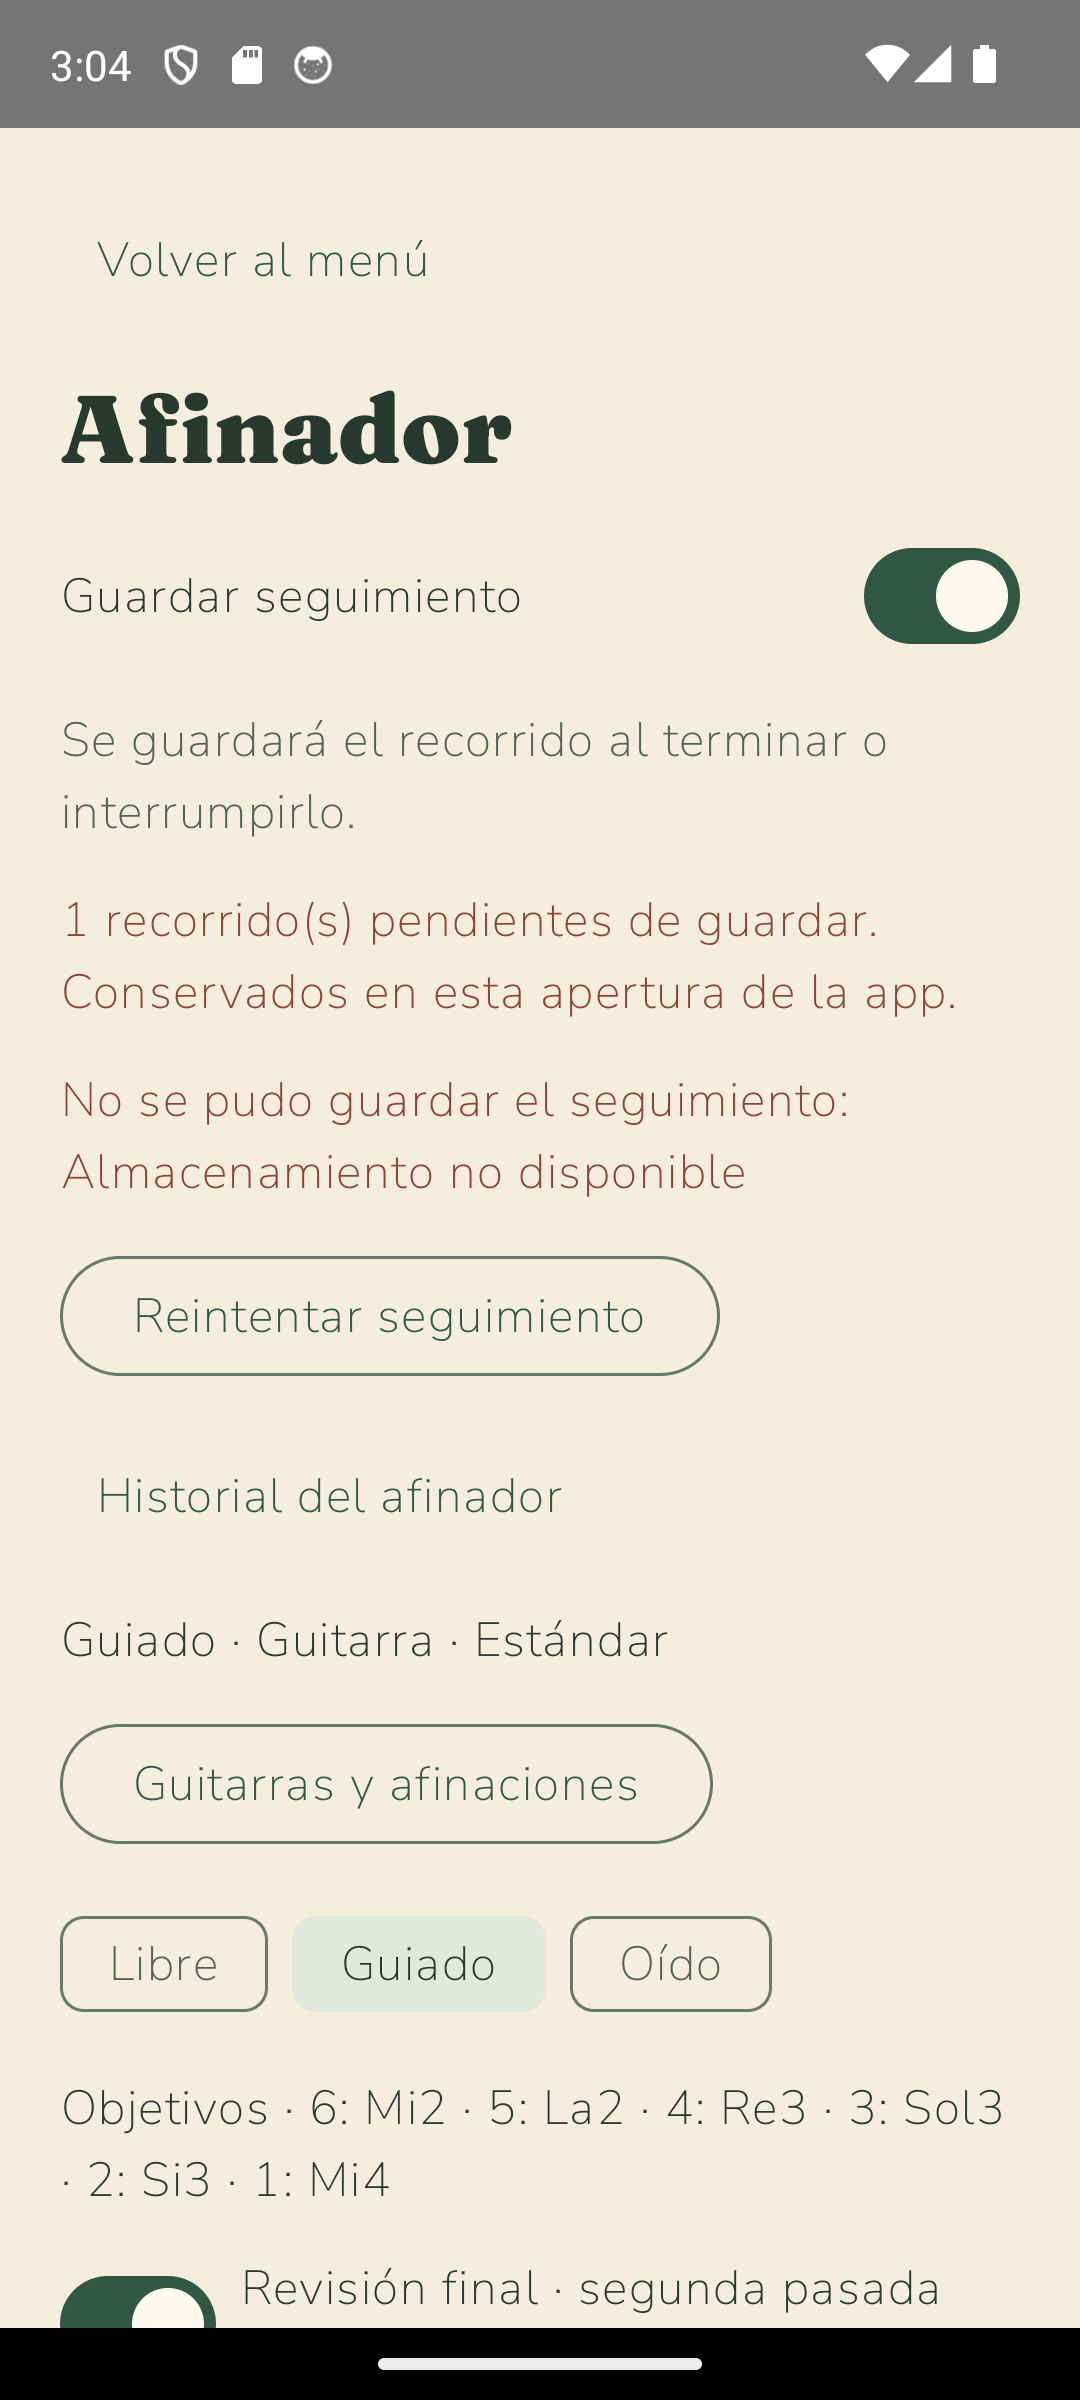 3:04
Volver al menú
Afinador
Guardar seguimiento
Se guardará el recorrido al terminar o
interrumpirlo.
1 recorrido(s) pendientes de guardar.
Conservados en esta apertura de la app.
No se pudo guardar el seguimiento:
Almacenamiento no disponible
Reintentar seguimiento
Historial del afinador
Guiado · Guitarra · Estándar
Guitarras y afinaciones
Libre Guiado Oído
Objetivos · 6: Mi2 · 5: La2 · 4: Re3 · 3: Sol3
· 2: Si3 · 1: Mi4
Revisión final · segunda pasada